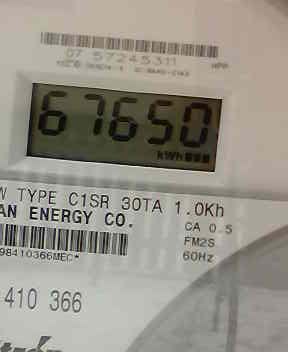 07 57245311
HPP
67650
kWh
W TYPE C1SR 30TA 1.0Kh
AN ENERGY CO.
CA 0.5
FM2S
98410366MEC*
60Hz
410 366